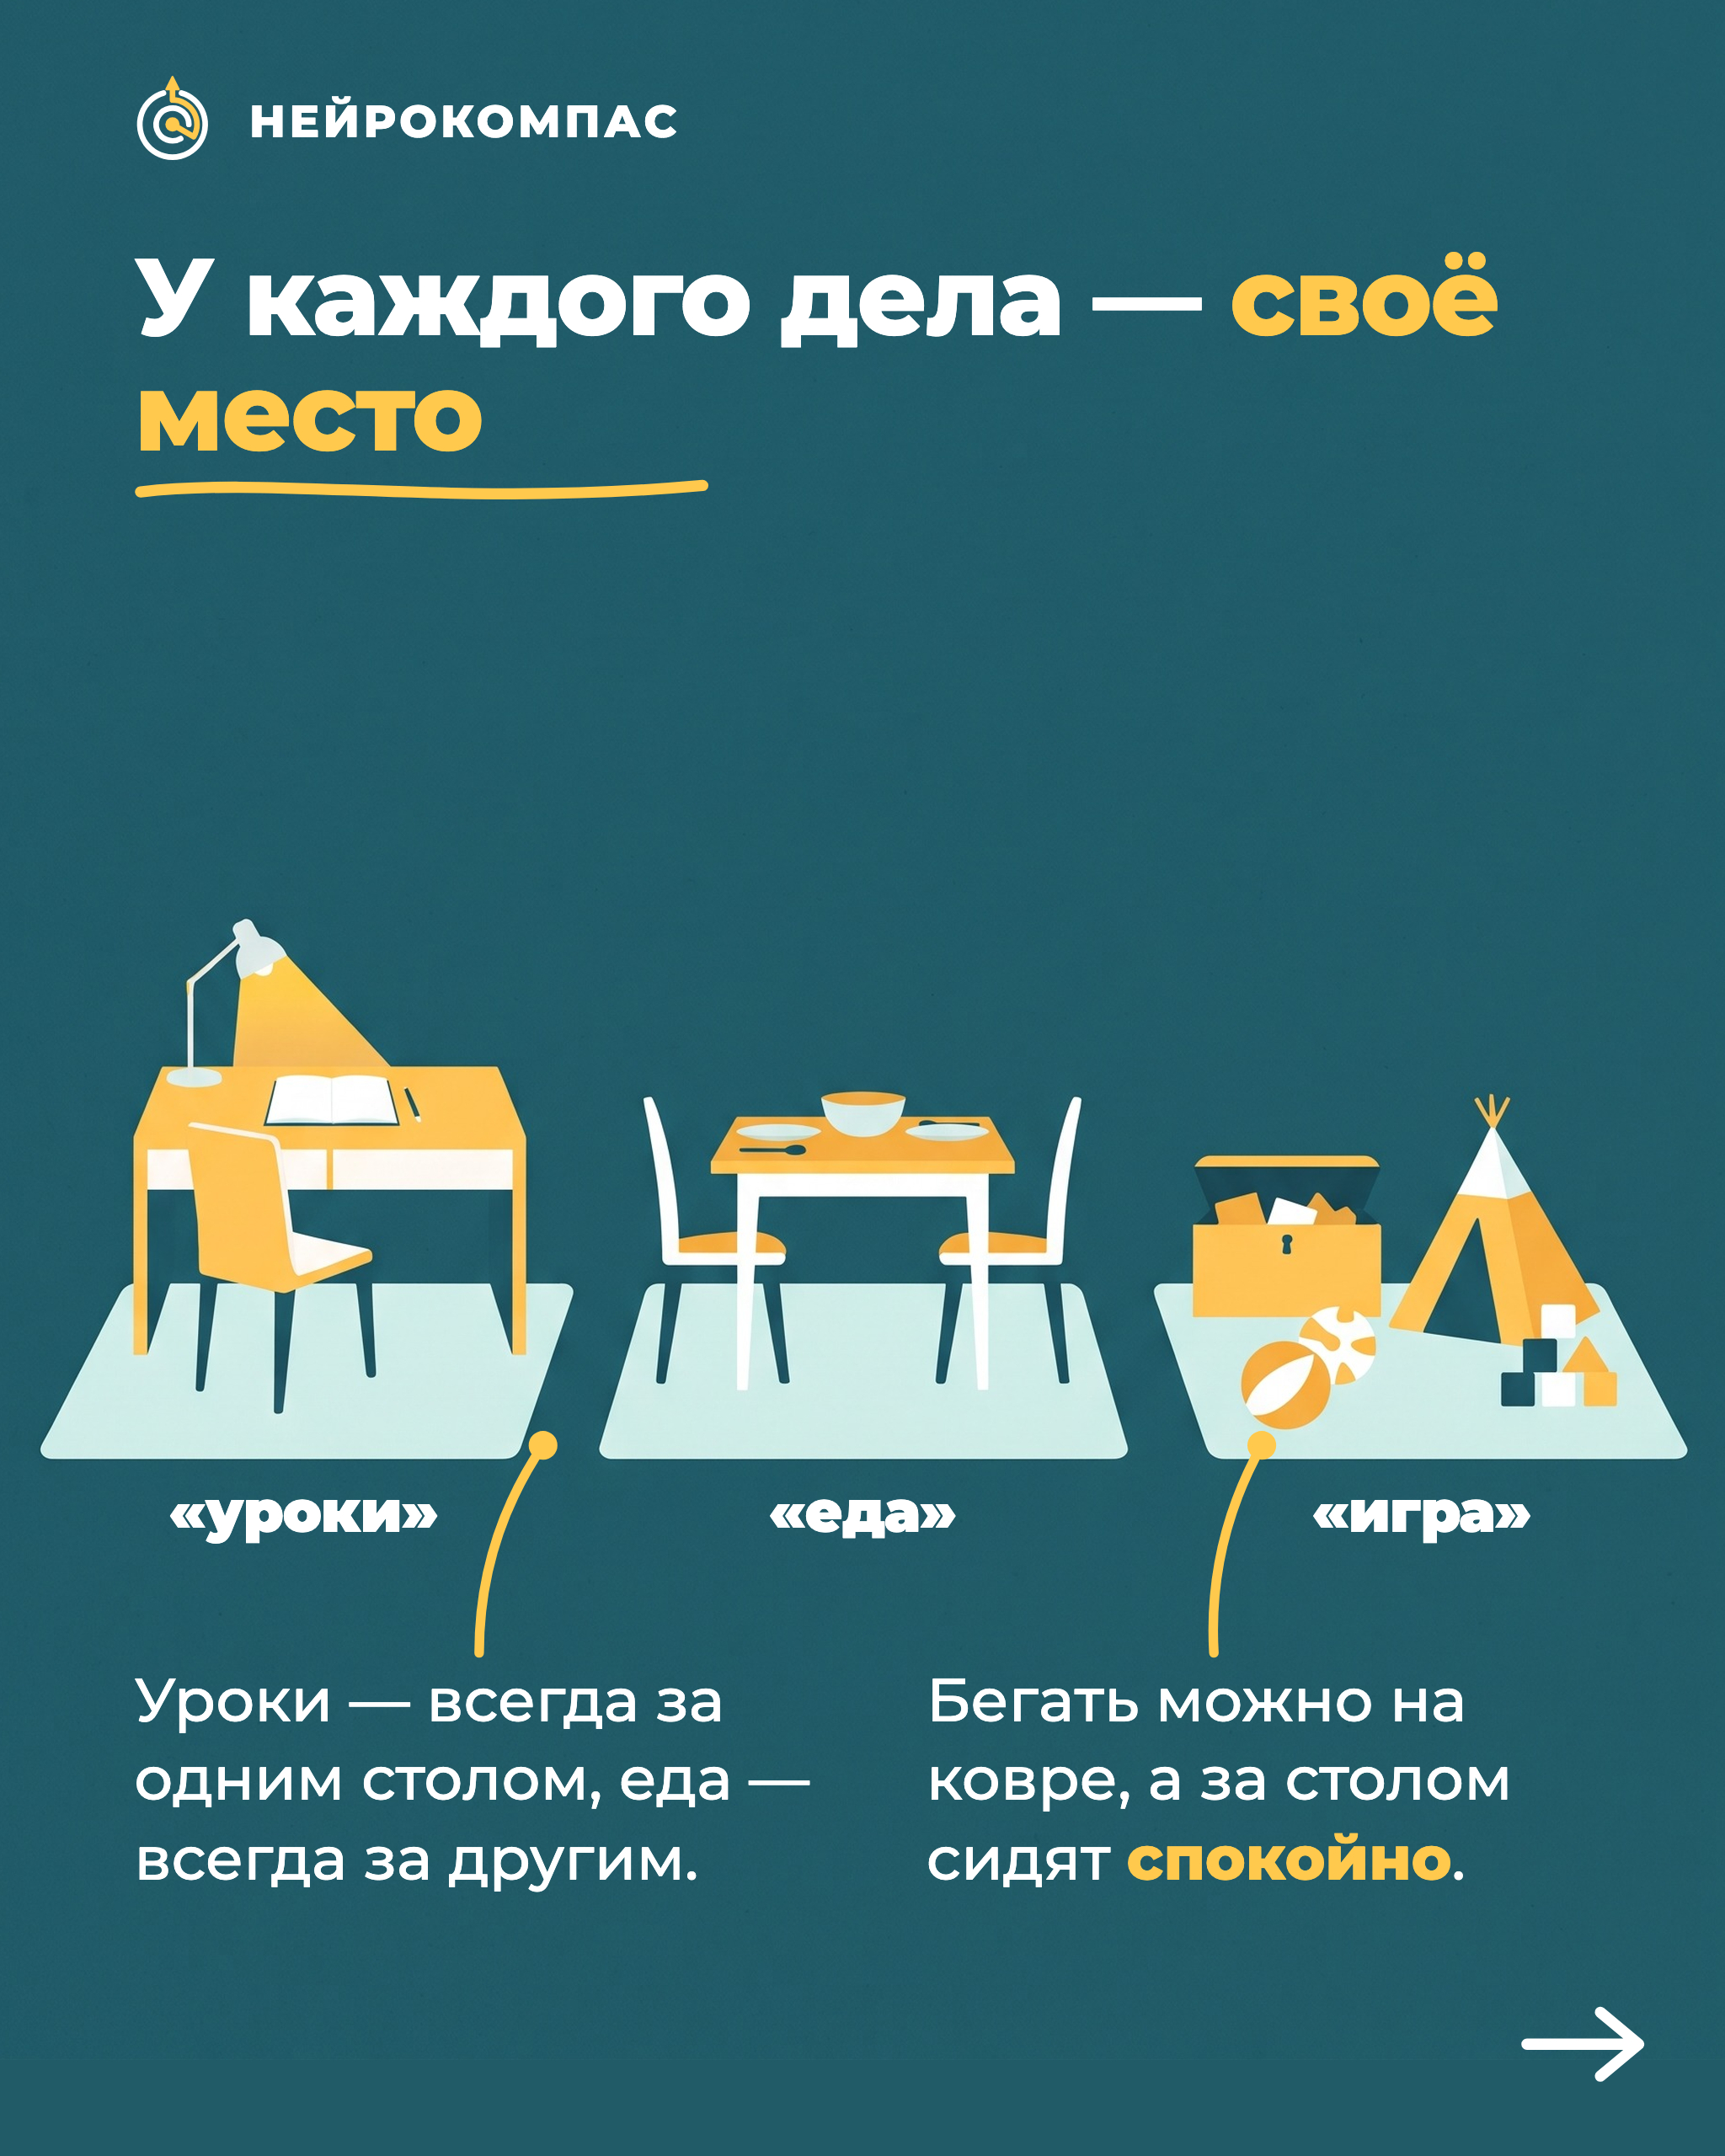 НЕЙРОКОМПАС
У каждого дела — своё
место
«уроки» «еда» «игра»
Уроки — всегда за
одним столом, еда —
всегда за другим.
Бегать можно на
ковре, а за столом
сидят спокойно.